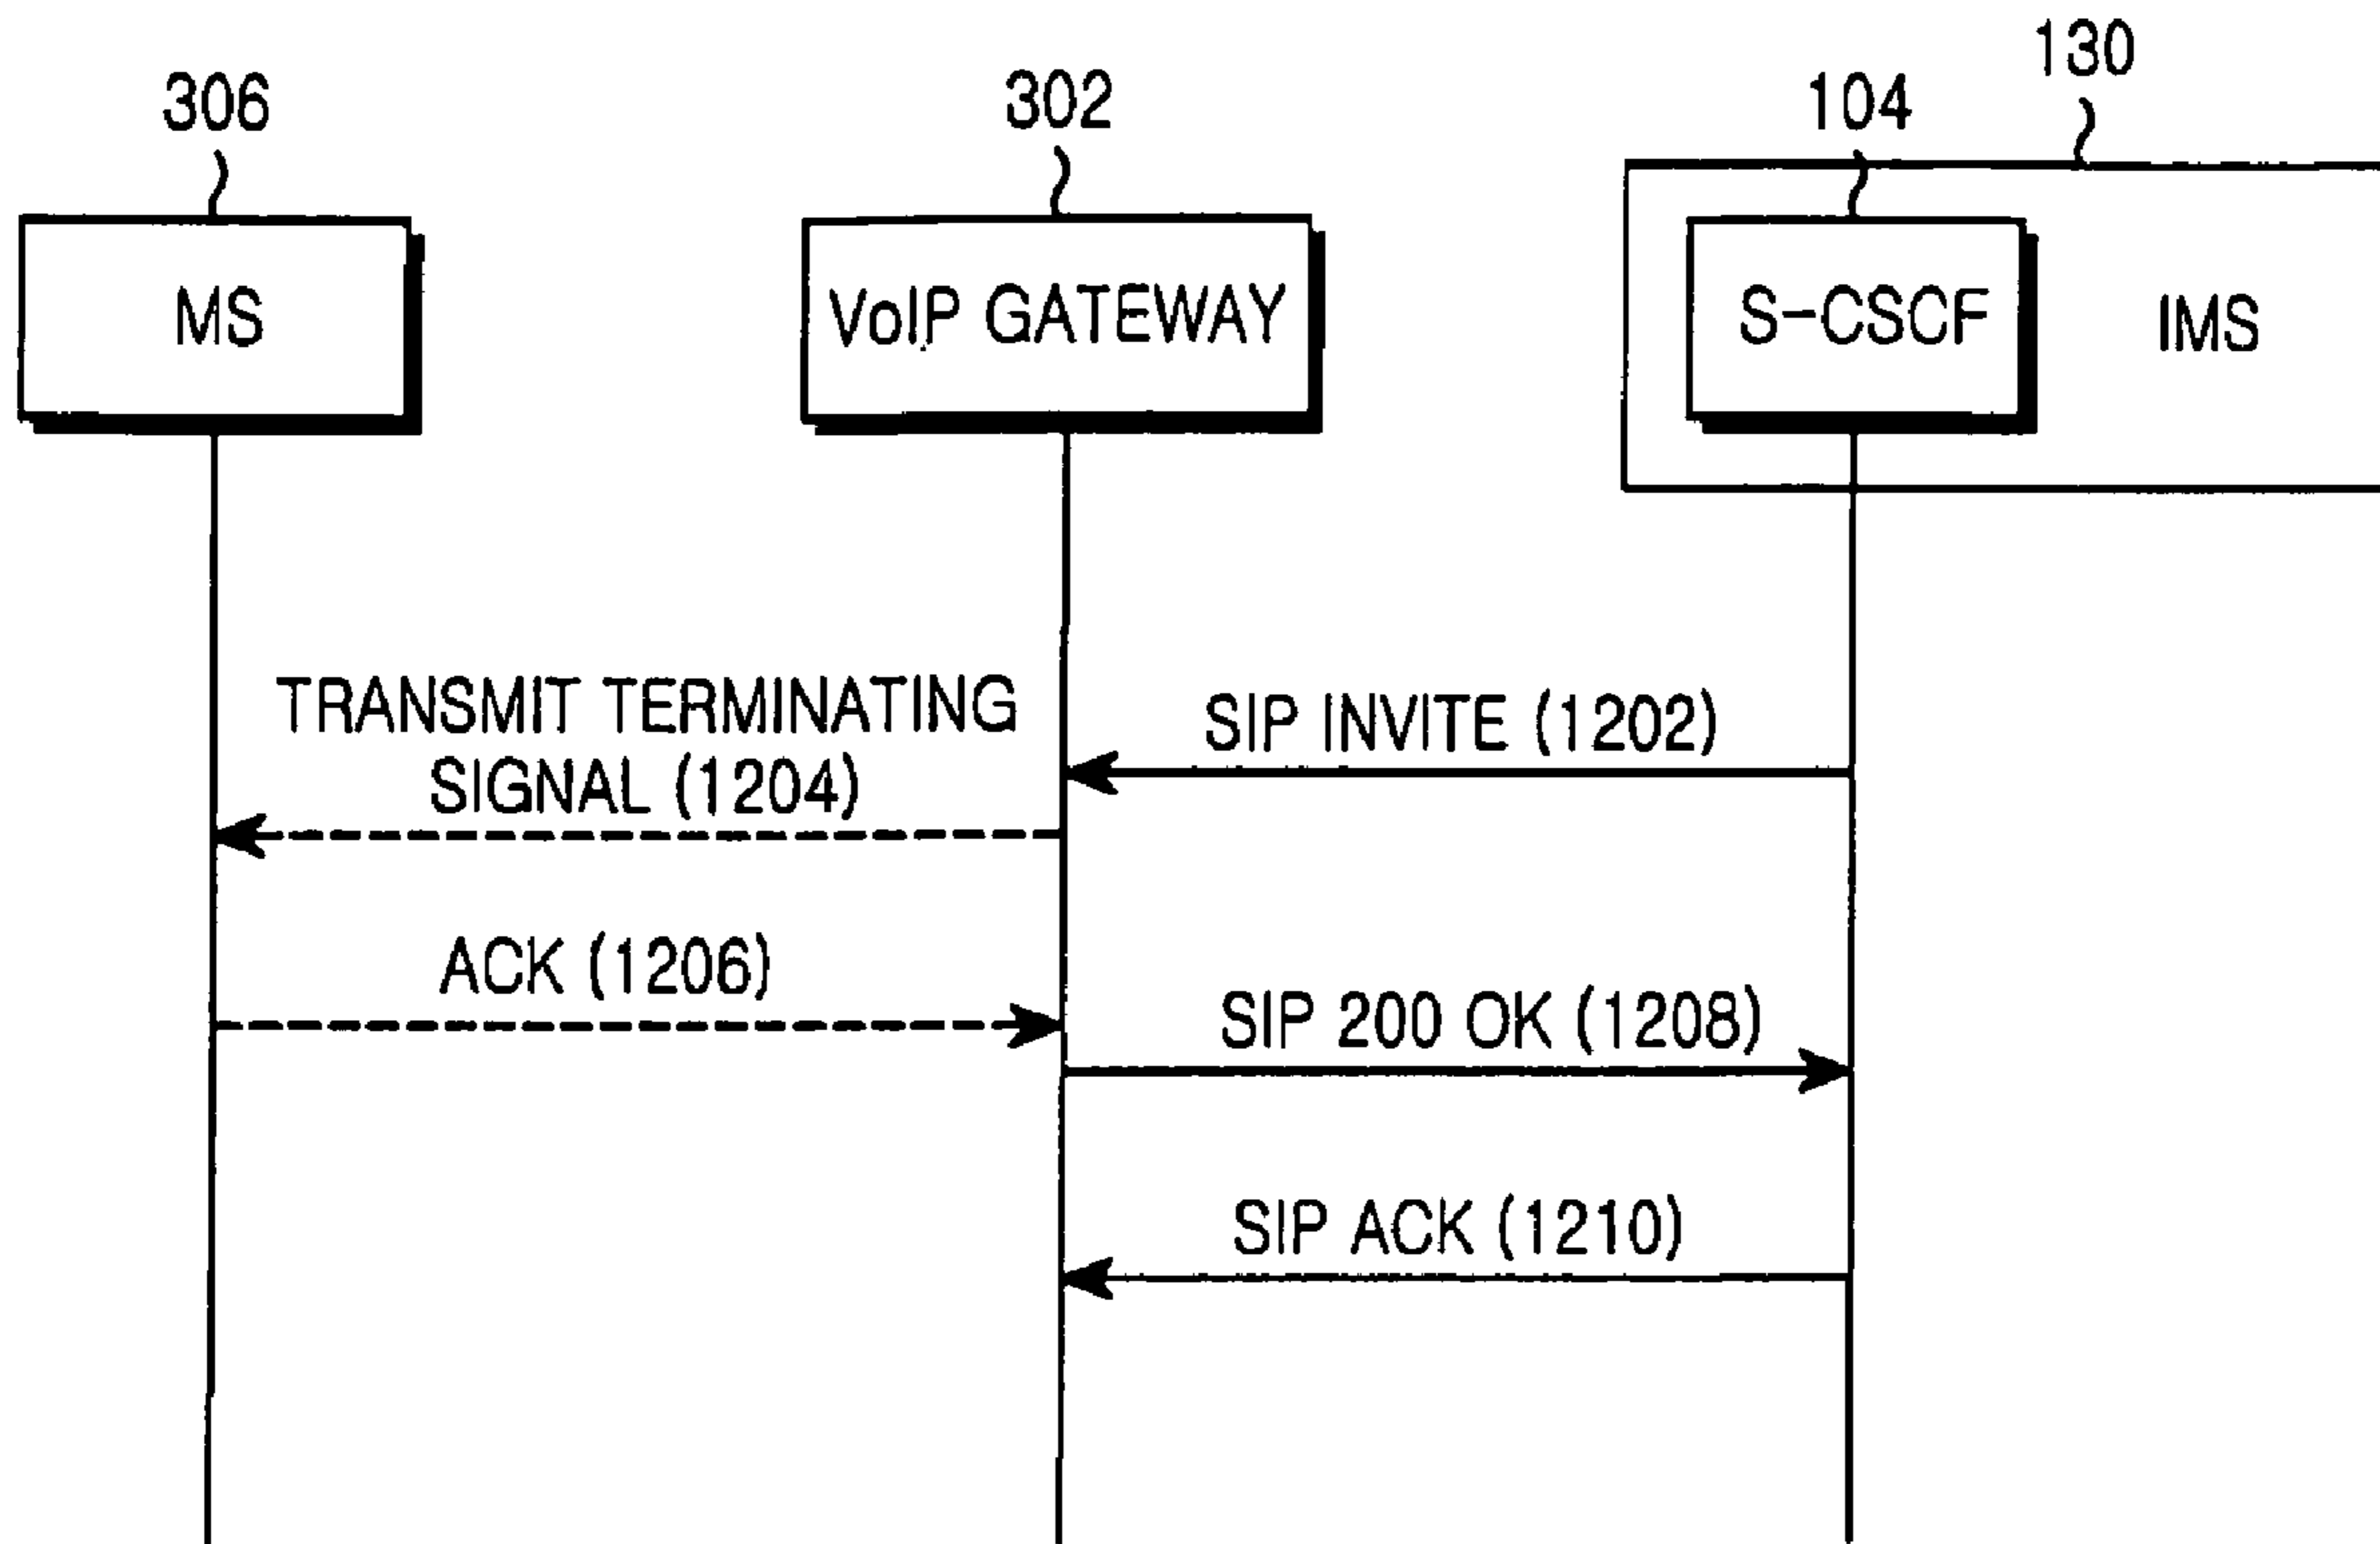 130
306
302
104
MS
VoIP GATEWAY
S-CSCF
IMS
TRANSMIT TERMINATING
SIGNAL (1204)
SIP INVITE (1202)
ACK (1206)
SIP 200 OK (1208)
SIP ACK (1210)